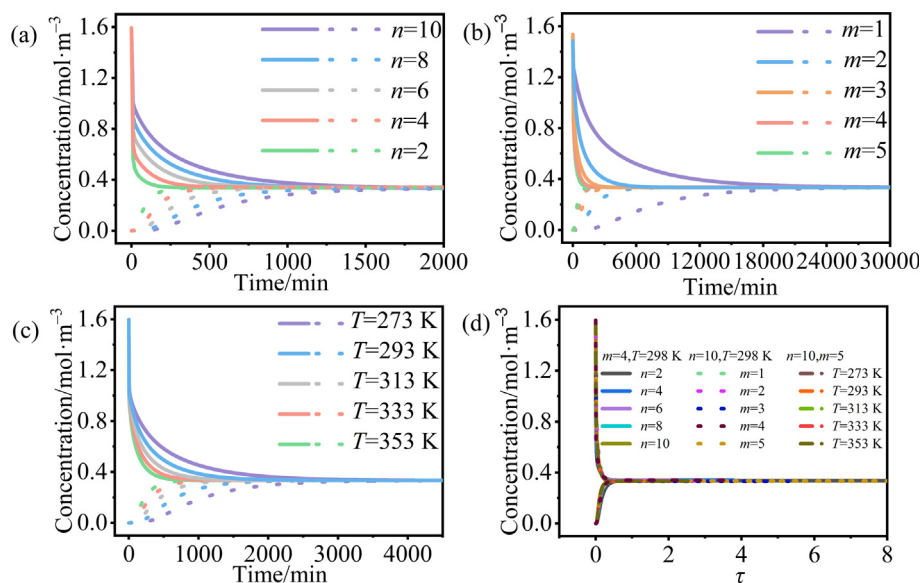 (a)
Concentration/mol·m⁻³
1.6
1.2
0.8
0.4
0.0
n=10
n=8
n=6
n=4
n=2
0 500 1000 1500 2000
Time/min
(b)
Concentration/mol·m⁻³
1.6
1.2
0.8
0.4
0.0
m=1
m=2
m=3
m=4
m=5
0 6000 12000 18000 24000 30000
Time/min
(c)
Concentration/mol·m⁻³
1.6
1.2
0.8
0.4
0.0
T=273 K
T=293 K
T=313 K
T=333 K
T=353 K
0 1000 2000 3000 4000
Time/min
(d)
Concentration/mol·m⁻³
1.6
1.2
0.8
0.4
0.0
m=4,T=298 K n=10,T=298 K n=10,m=5
n=2 m=1 T=273 K
n=4 m=2 T=293 K
n=6 m=3 T=313 K
n=8 m=4 T=333 K
n=10 m=5 T=353 K
0 2 4 6 8
τ